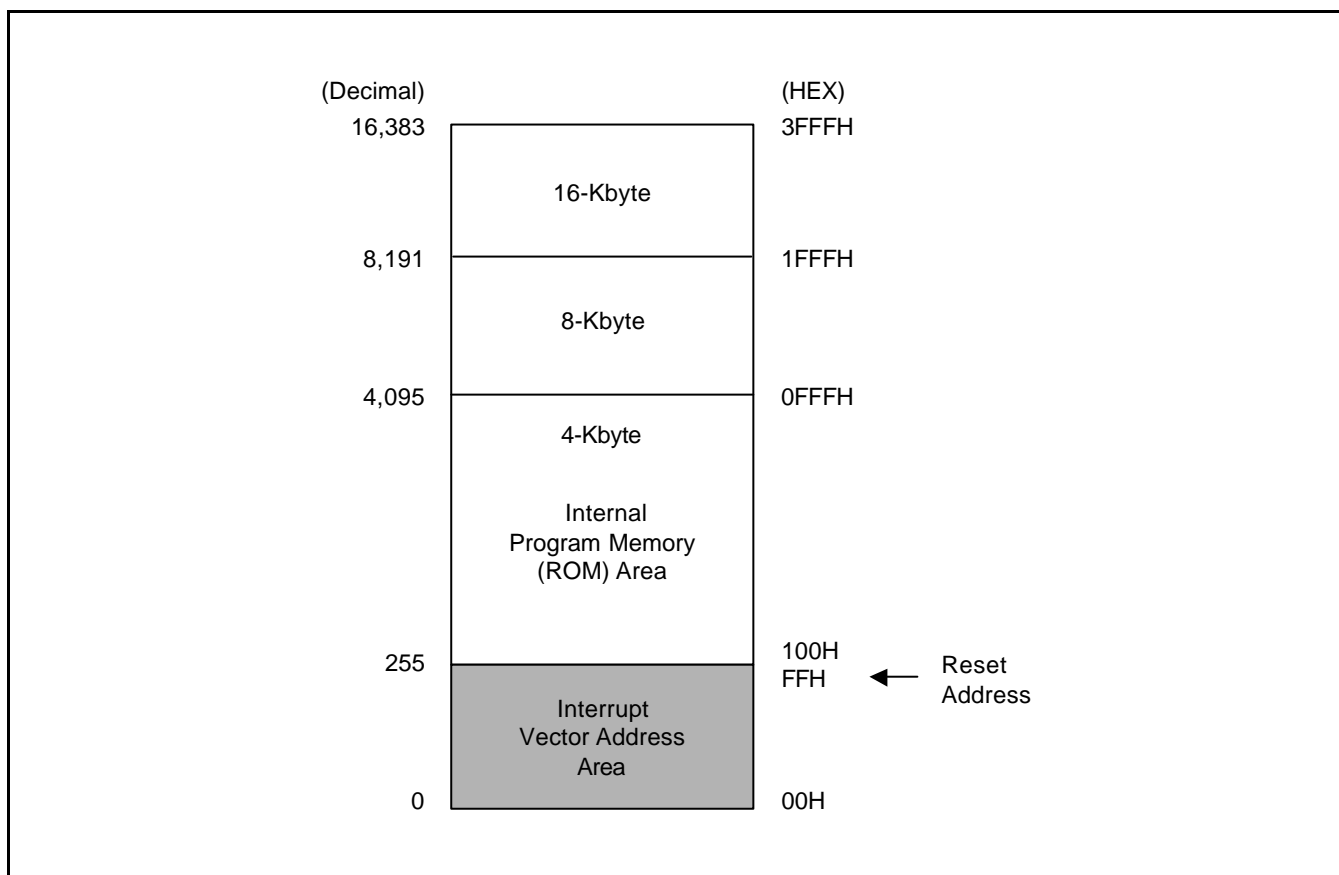 (Decimal) (HEX)
16,383 3FFFH
16-Kbyte
8,191 1FFFH
8-Kbyte
4,095 0FFFH
4-Kbyte
Internal
Program Memory
(ROM) Area
255 100H
FFH
Reset
Address
Interrupt
Vector Address
Area
0 00H